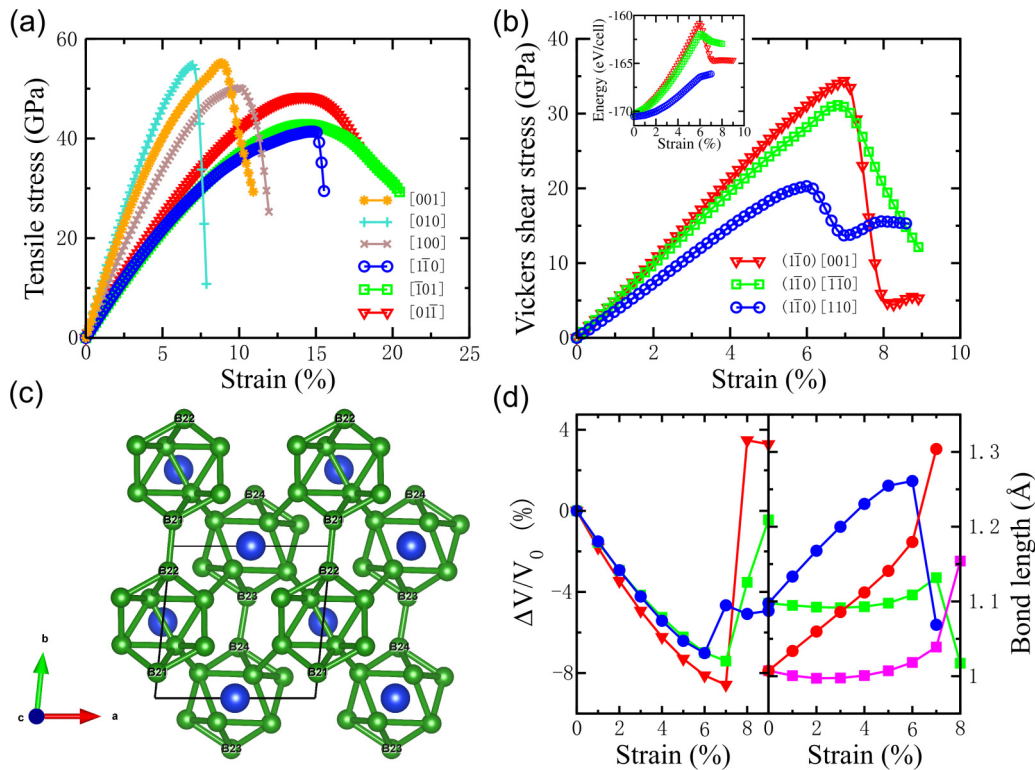 (a)
60
40
20
0
Tensile stress (GPa)
[001]
[010]
[100]
[11̅0]
[1̅01]
[011̅]
0 5 10 15 20 25
Strain (%)
(b)
40
30
20
10
0
Vickers shear stress (GPa)
-160
-165
-170
Energy (eV/cell)
0 1 2 3 4 5 6 7 8 9 10
Strain (%)
(11̅0)[001]
(11̅0)[1̅1̅0]
(11̅0)[110]
0 2 4 6 8 10
Strain (%)
(c)
B22 B22
B24 B24
B21 B21
B22 B22
B23 B23
B24 B24
B21 B21
B23 B23
b
c a
(d)
4
0
-4
-8
ΔV/V0 (%)
0 2 4 6 8
Strain (%)
0 2 4 6 8
Strain (%)
1.3
1.2
1.1
1
Bond length (Å)